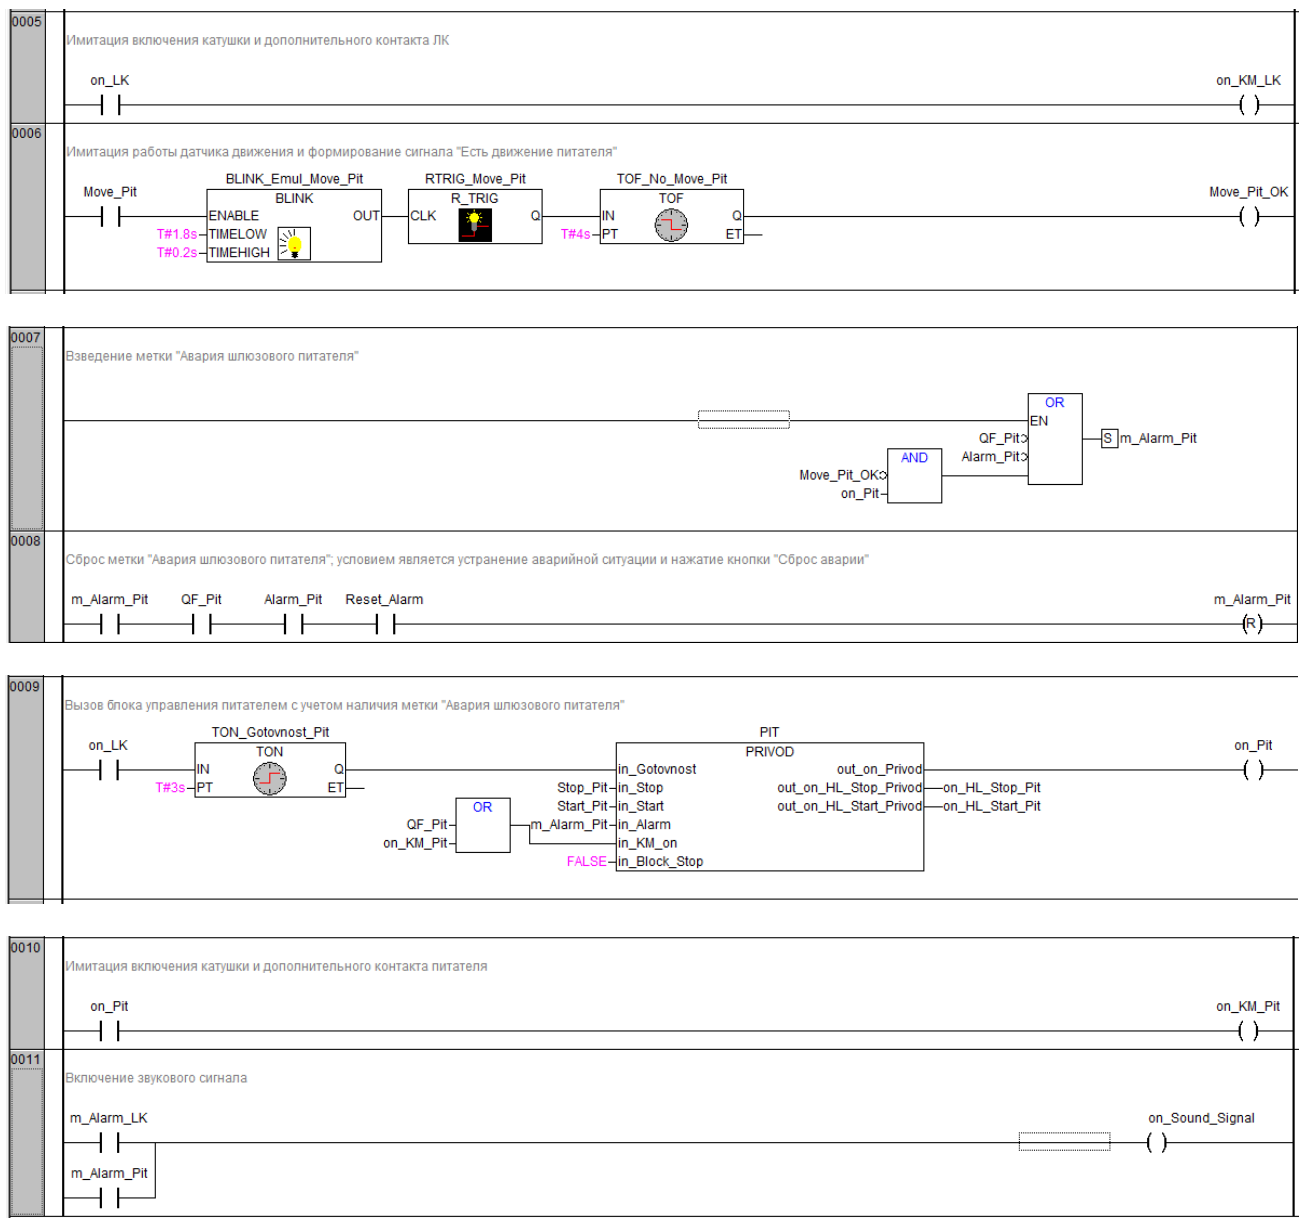 0005
Имитация включения катушки и дополнительного контакта ЛК
on_LK
on_KM_LK
0006
Имитация работы датчика движения и формирование сигнала "Есть движение питателя"
Move_Pit
BLINK_Emul_Move_Pit
RTRIG_Move_Pit
TOF_No_Move_Pit
Move_Pit_OK
BLINK
R_TRIG
TOF
ENABLE OUT
CLK Q
IN Q
T#1.8s TIMELOW
T#4s PT ET
T#0.2s TIMEHIGH
0007
Взведение метки "Авария шлюзового питателя"
OR
EN
QF_Pit
S m_Alarm_Pit
AND
Alarm_Pit
Move_Pit_OK
on_Pit
0008
Сброс метки "Авария шлюзового питателя"; условием является устранение аварийной ситуации и нажатие кнопки "Сброс аварии"
m_Alarm_Pit QF_Pit Alarm_Pit Reset_Alarm
m_Alarm_Pit
R
0009
Вызов блока управления питателем с учетом наличия метки "Авария шлюзового питателя"
TON_Gotovnost_Pit
PIT
on_LK
TON
PRIVOD
on_Pit
IN Q
in_Gotovnost out_on_Privod
T#3s PT ET
Stop_Pit in_Stop out_on_HL_Stop_Privod on_HL_Stop_Pit
OR
Start_Pit in_Start out_on_HL_Start_Privod on_HL_Start_Pit
QF_Pit
m_Alarm_Pit in_Alarm
on_KM_Pit
in_KM_on
FALSE in_Block_Stop
0010
Имитация включения катушки и дополнительного контакта питателя
on_Pit
on_KM_Pit
0011
Включение звукового сигнала
m_Alarm_LK
on_Sound_Signal
m_Alarm_Pit